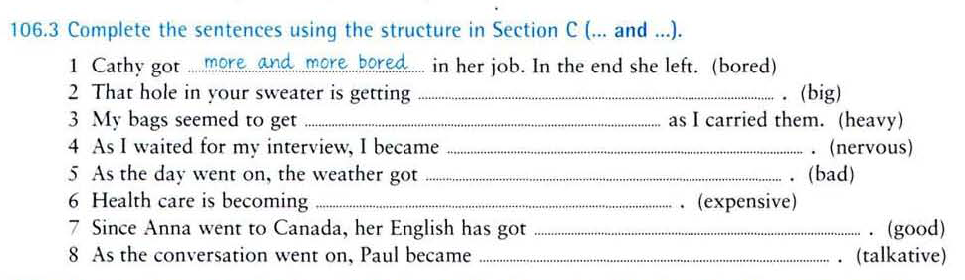 106.3 Complete the sentences using the structure in Section C (... and ...).
1 Cathy got ... more and more bored ... in her job. In the end she left. (bored)
2 That hole in your sweater is getting ............................................................ . (big)
3 My bags seemed to get ............................................................ as I carried them. (heavy)
4 As I waited for my interview, I became ............................................................ . (nervous)
5 As the day went on, the weather got ............................................................ . (bad)
6 Health care is becoming ............................................................ . (expensive)
7 Since Anna went to Canada, her English has got ............................................................ . (good)
8 As the conversation went on, Paul became ............................................................ . (talkative)